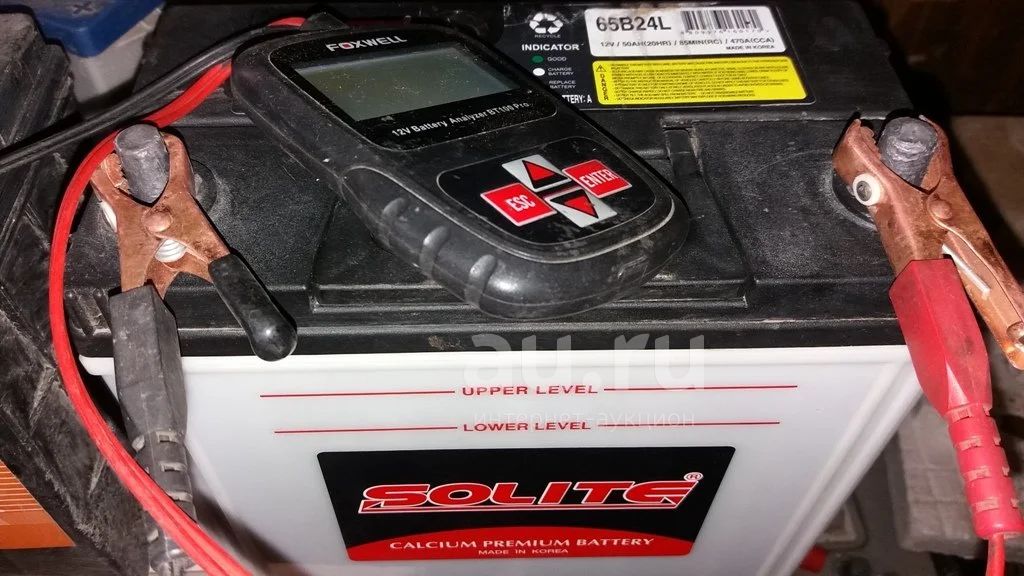 FOXWELL
12V Battery Analyzer BT100 Pro
ESC
ENTER
INDICATOR
GOOD
CHARGE
BATTERY
REPLACE
BATTERY
65B24L
12V / 50AH(20HR) / 85MIN(RC) / 470A(CCA)
MADE IN KOREA
au.ru
интернет-аукцион
UPPER LEVEL
LOWER LEVEL
SOLITE®
CALCIUM PREMIUM BATTERY
MADE IN KOREA